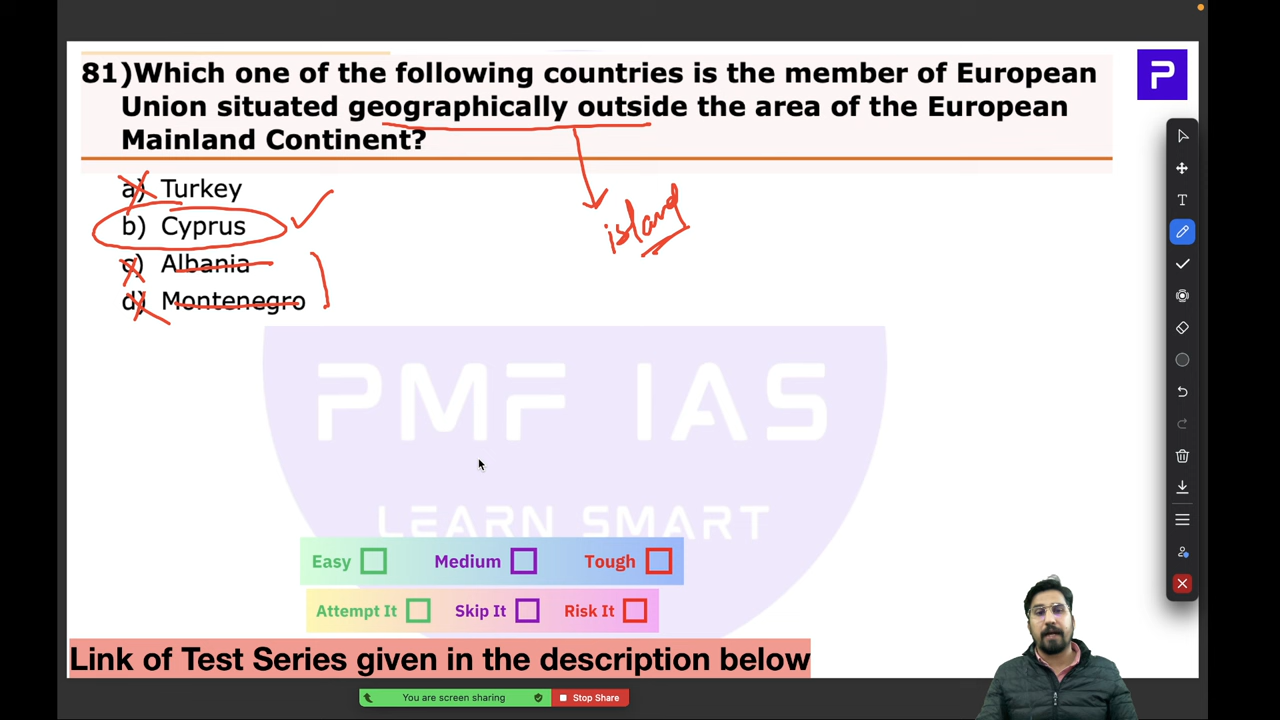 81)Which one of the following countries is the member of European
Union situated geographically outside the area of the European
Mainland Continent?
P
a) Turkey
b) Cyprus
c) Albania
d) Montenegro
island
PMF IAS
LEARN SMART
Easy Medium Tough
Attempt It Skip It Risk It
Link of Test Series given in the description below
You are screen sharing Stop Share
T